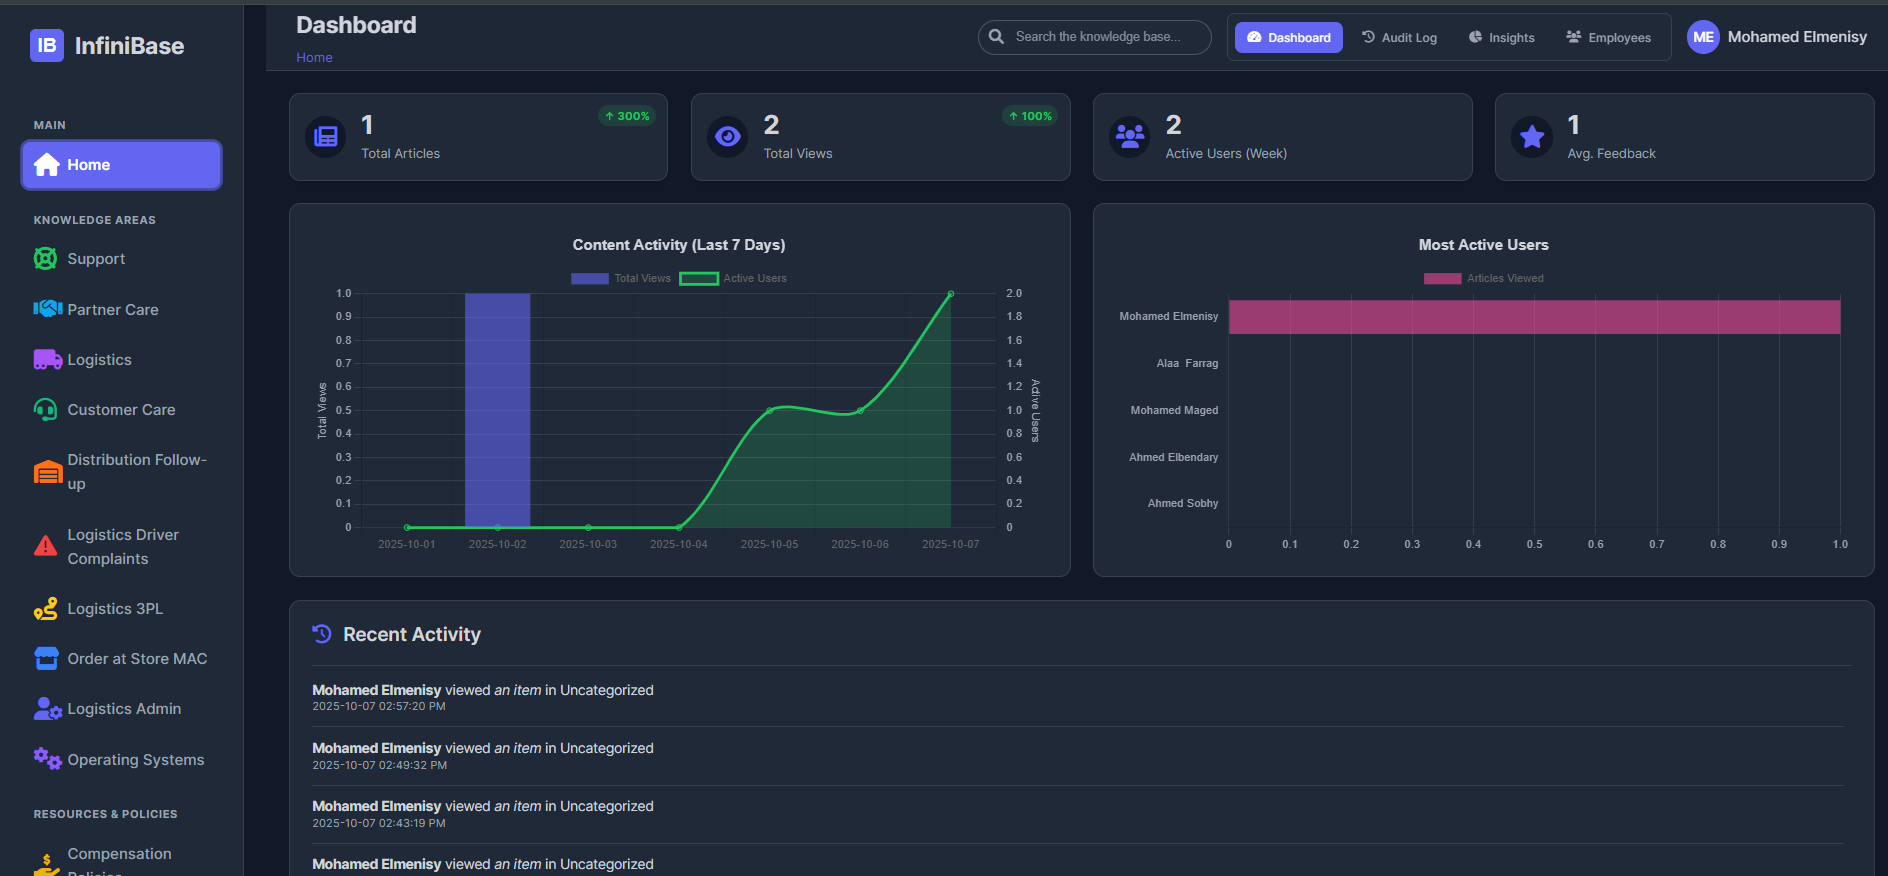 IB InfiniBase
MAIN
Home
KNOWLEDGE AREAS
Support
Partner Care
Logistics
Customer Care
Distribution Follow-
up
Logistics Driver
Complaints
Logistics 3PL
Order at Store MAC
Logistics Admin
Operating Systems
RESOURCES & POLICIES
Compensation
Policies
Dashboard
Home
Search the knowledge base...
Dashboard
Audit Log
Insights
Employees
ME Mohamed Elmenisy
1
Total Articles
↑ 300%
2
Total Views
↑ 100%
2
Active Users (Week)
1
Avg. Feedback
Content Activity (Last 7 Days)
Total Views
Active Users
1.0
0.9
0.8
0.7
0.6
0.5
0.4
0.3
0.2
0.1
0
Total Views
2.0
1.8
1.6
1.4
1.2
1.0
0.8
0.6
0.4
0.2
0
Active Users
2025-10-01 2025-10-02 2025-10-03 2025-10-04 2025-10-05 2025-10-06 2025-10-07
Most Active Users
Articles Viewed
Mohamed Elmenisy
Alaa Farrag
Mohamed Maged
Ahmed Elbendary
Ahmed Sobhy
0 0.1 0.2 0.3 0.4 0.5 0.6 0.7 0.8 0.9 1.0
Recent Activity
Mohamed Elmenisy viewed an item in Uncategorized
2025-10-07 02:57:20 PM
Mohamed Elmenisy viewed an item in Uncategorized
2025-10-07 02:49:32 PM
Mohamed Elmenisy viewed an item in Uncategorized
2025-10-07 02:43:19 PM
Mohamed Elmenisy viewed an item in Uncategorized